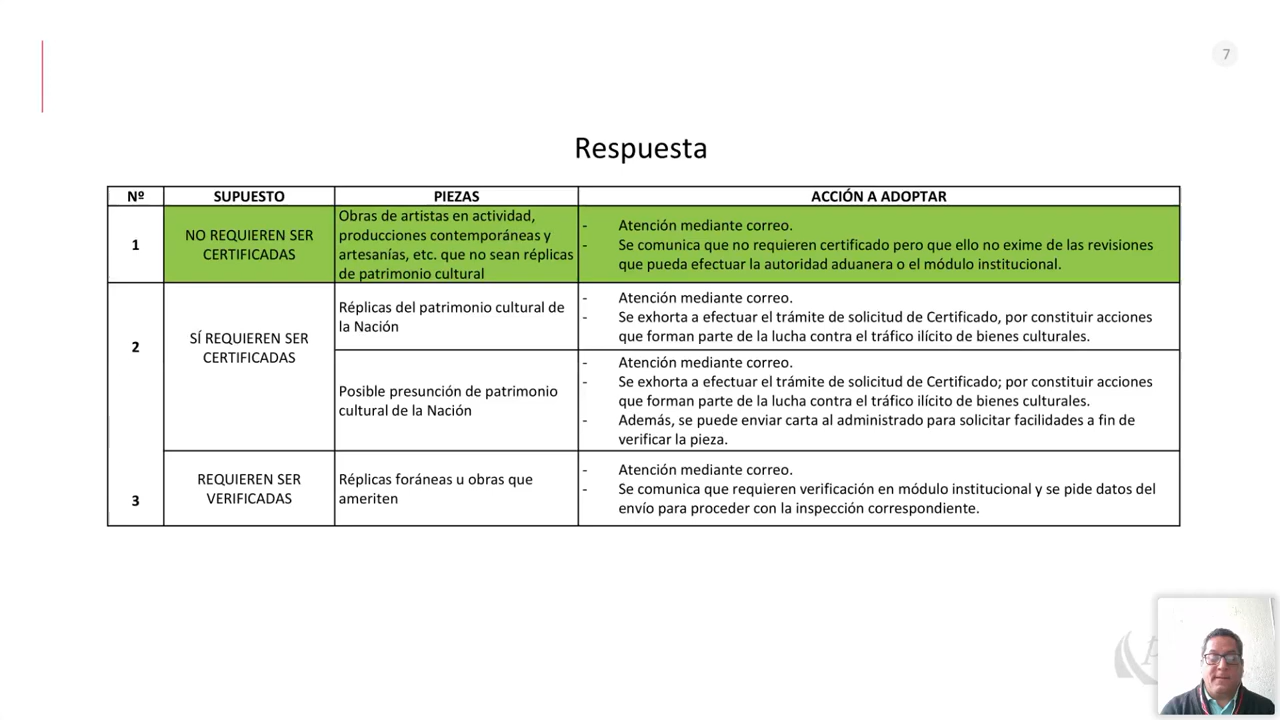 7
Respuesta
Nº
SUPUESTO
PIEZAS
ACCIÓN A ADOPTAR
1
NO REQUIEREN SER
CERTIFICADAS
Obras de artistas en actividad,
producciones contemporáneas y
artesanías, etc. que no sean réplicas
de patrimonio cultural
- Atención mediante correo.
- Se comunica que no requieren certificado pero que ello no exime de las revisiones
que pueda efectuar la autoridad aduanera o el módulo institucional.
2
SÍ REQUIEREN SER
CERTIFICADAS
Réplicas del patrimonio cultural de
la Nación
- Atención mediante correo.
- Se exhorta a efectuar el trámite de solicitud de Certificado, por constituir acciones
que forman parte de la lucha contra el tráfico ilícito de bienes culturales.
Posible presunción de patrimonio
cultural de la Nación
- Atención mediante correo.
- Se exhorta a efectuar el trámite de solicitud de Certificado; por constituir acciones
que forman parte de la lucha contra el tráfico ilícito de bienes culturales.
- Además, se puede enviar carta al administrado para solicitar facilidades a fin de
verificar la pieza.
3
REQUIEREN SER
VERIFICADAS
Réplicas foráneas u obras que
ameriten
- Atención mediante correo.
- Se comunica que requieren verificación en módulo institucional y se pide datos del
envío para proceder con la inspección correspondiente.